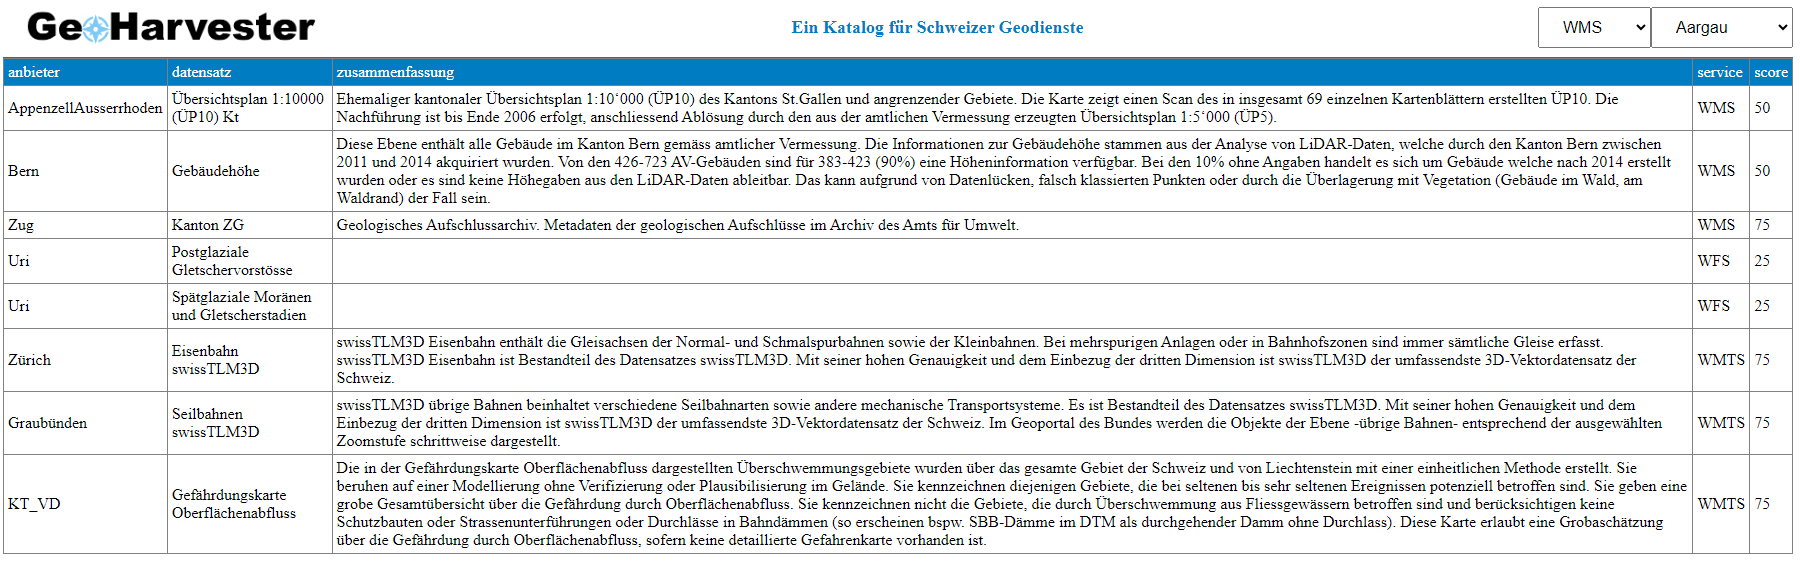 GeoHarvester
Ein Katalog für Schweizer Geodienste
WMS
Aargau
anbieter datensatz zusammenfassung service score
AppenzellAusserrhoden
Übersichtsplan 1:10000
(ÜP10) Kt
Ehemaliger kantonaler Übersichtsplan 1:10‘000 (ÜP10) des Kantons St.Gallen und angrenzender Gebiete. Die Karte zeigt einen Scan des in insgesamt 69 einzelnen Kartenblättern erstellten ÜP10. Die
Nachführung ist bis Ende 2006 erfolgt, anschliessend Ablösung durch den aus der amtlichen Vermessung erzeugten Übersichtsplan 1:5‘000 (ÜP5).
WMS
50
Bern
Gebäudehöhe
Diese Ebene enthält alle Gebäude im Kanton Bern gemäss amtlicher Vermessung. Die Informationen zur Gebäudehöhe stammen aus der Analyse von LiDAR-Daten, welche durch den Kanton Bern zwischen
2011 und 2014 akquiriert wurden. Von den 426-723 AV-Gebäuden sind für 383-423 (90%) eine Höheninformation verfügbar. Bei den 10% ohne Angaben handelt es sich um Gebäude welche nach 2014 erstellt
wurden oder es sind keine Höhegaben aus den LiDAR-Daten ableitbar. Das kann aufgrund von Datenlücken, falsch klassierten Punkten oder durch die Überlagerung mit Vegetation (Gebäude im Wald, am
Waldrand) der Fall sein.
WMS
50
Zug
Kanton ZG
Geologisches Aufschlussarchiv. Metadaten der geologischen Aufschlüsse im Archiv des Amts für Umwelt.
WMS
75
Uri
Postglaziale
Gletschervorstösse
WFS
25
Uri
Spätglaziale Moränen
und Gletscherstadien
WFS
25
Zürich
Eisenbahn
swissTLM3D
swissTLM3D Eisenbahn enthält die Gleisachsen der Normal- und Schmalspurbahnen sowie der Kleinbahnen. Bei mehrspurigen Anlagen oder in Bahnhofszonen sind immer sämtliche Gleise erfasst.
swissTLM3D Eisenbahn ist Bestandteil des Datensatzes swissTLM3D. Mit seiner hohen Genauigkeit und dem Einbezug der dritten Dimension ist swissTLM3D der umfassendste 3D-Vektordatensatz der
Schweiz.
WMTS
75
Graubünden
Seilbahnen
swissTLM3D
swissTLM3D übrige Bahnen beinhaltet verschiedene Seilbahnarten sowie andere mechanische Transportsysteme. Es ist Bestandteil des Datensatzes swissTLM3D. Mit seiner hohen Genauigkeit und dem
Einbezug der dritten Dimension ist swissTLM3D der umfassendste 3D-Vektordatensatz der Schweiz. Im Geoportal des Bundes werden die Objekte der Ebene -übrige Bahnen- entsprechend der ausgewählten
Zoomstufe schrittweise dargestellt.
WMTS
75
KT_VD
Gefährdungskarte
Oberflächenabfluss
Die in der Gefährdungskarte Oberflächenabfluss dargestellten Überschwemmungsgebiete wurden über das gesamte Gebiet der Schweiz und von Liechtenstein mit einer einheitlichen Methode erstellt. Sie
beruhen auf einer Modellierung ohne Verifizierung oder Plausibilisierung im Gelände. Sie kennzeichnen diejenigen Gebiete, die bei seltenen bis sehr seltenen Ereignissen potenziell betroffen sind. Sie geben eine
grobe Gesamtübersicht über die Gefährdung durch Oberflächenabfluss. Sie kennzeichnen nicht die Gebiete, die durch Überschwemmung aus Fliessgewässern betroffen sind und berücksichtigen keine
Schutzbauten oder Strassenunterführungen oder Durchlässe in Bahndämmen (so erscheinen bspw. SBB-Dämme im DTM als durchgehender Damm ohne Durchlass). Diese Karte erlaubt eine Grobaschätzung
über die Gefährdung durch Oberflächenabfluss, sofern keine detaillierte Gefahrenkarte vorhanden ist.
WMTS
75